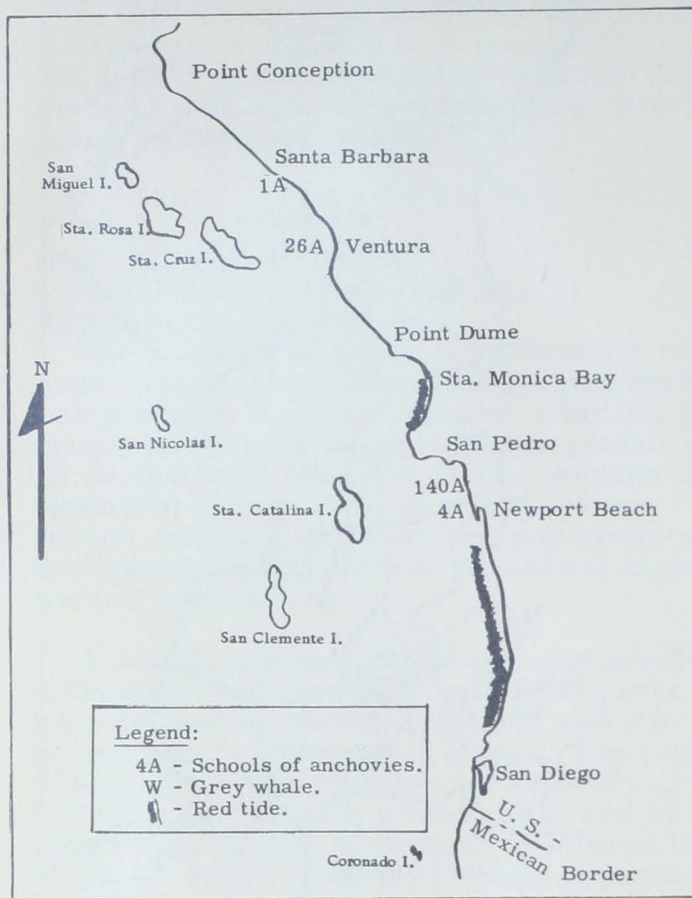 Point Conception
Santa Barbara
1A
San
Miguel I.
Sta. Rosa I.
Sta. Cruz I.
26A Ventura
Point Dume
N
Sta. Monica Bay
San Nicolas I.
San Pedro
140A
Sta. Catalina I.
4A Newport Beach
San Clemente I.
Legend:
4A - Schools of anchovies.
W - Grey whale.
- Red tide.
San Diego
U. S. -
Mexican Border
Coronado I.